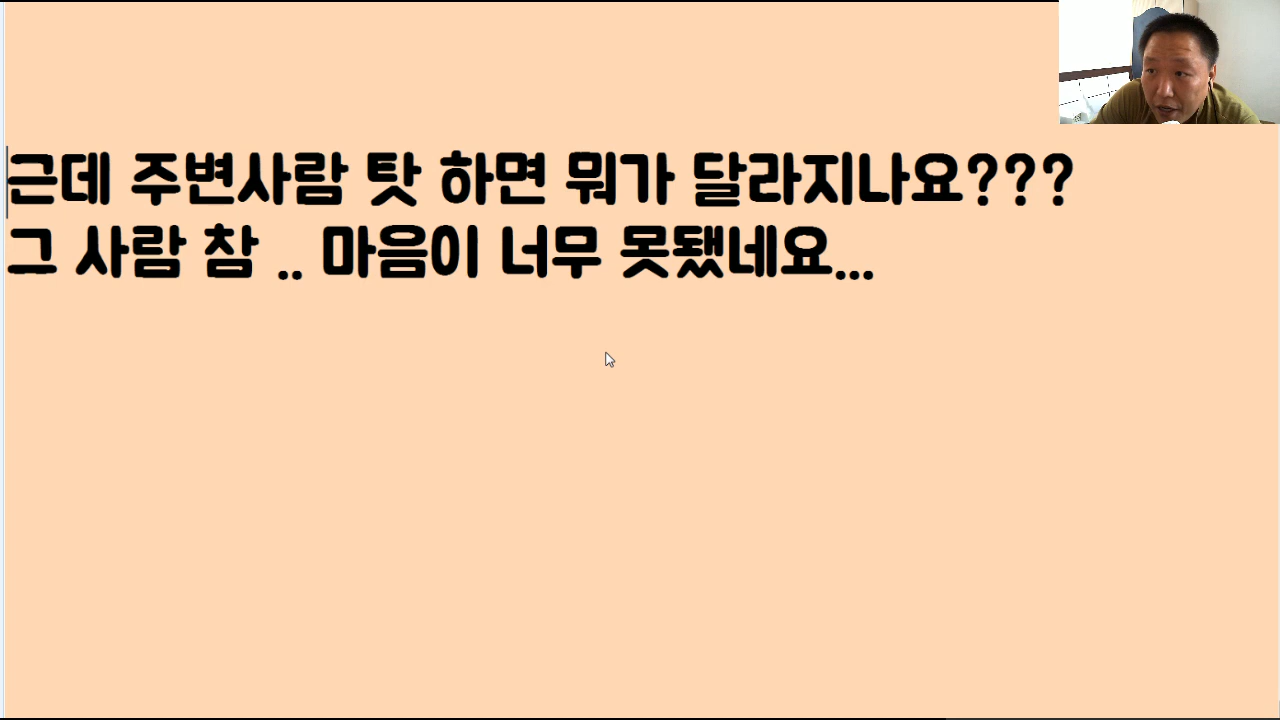 근데 주변사람 탓 하면 뭐가 달라지나요???
그 사람 참 .. 마음이 너무 못됐네요...